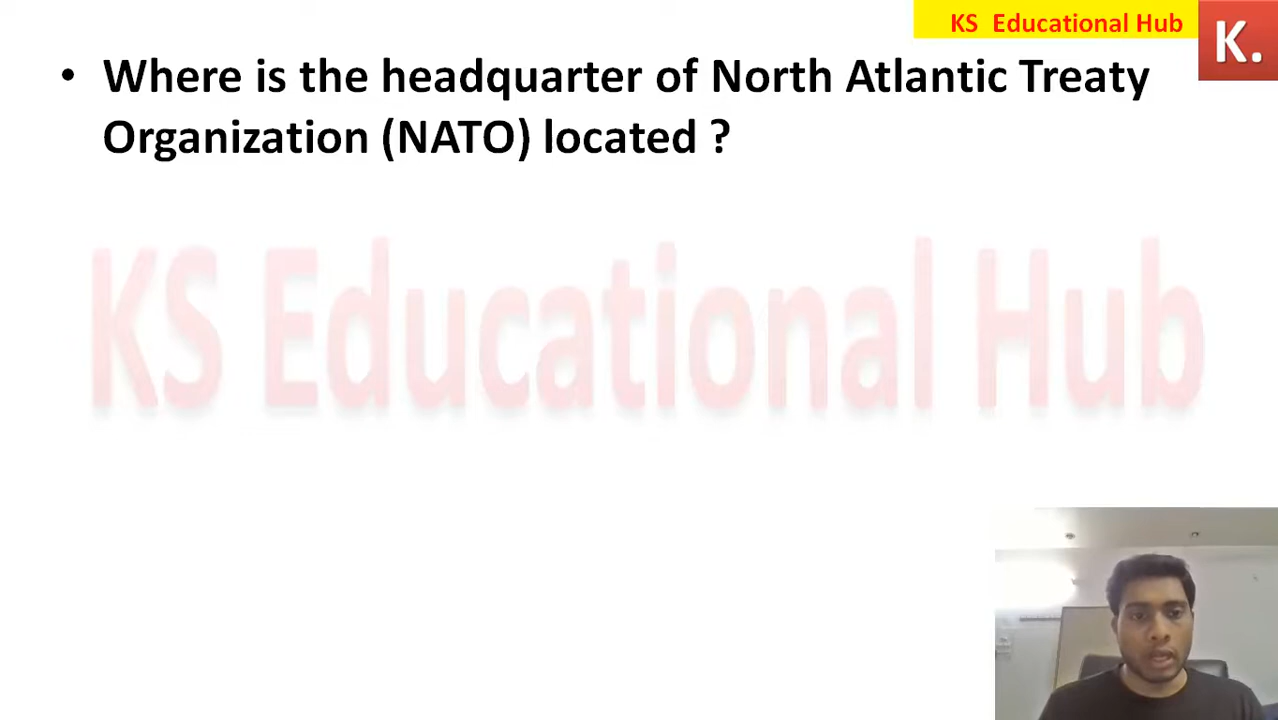 KS Educational Hub
K.
• Where is the headquarter of North Atlantic Treaty
Organization (NATO) located ?
KS Educational Hub